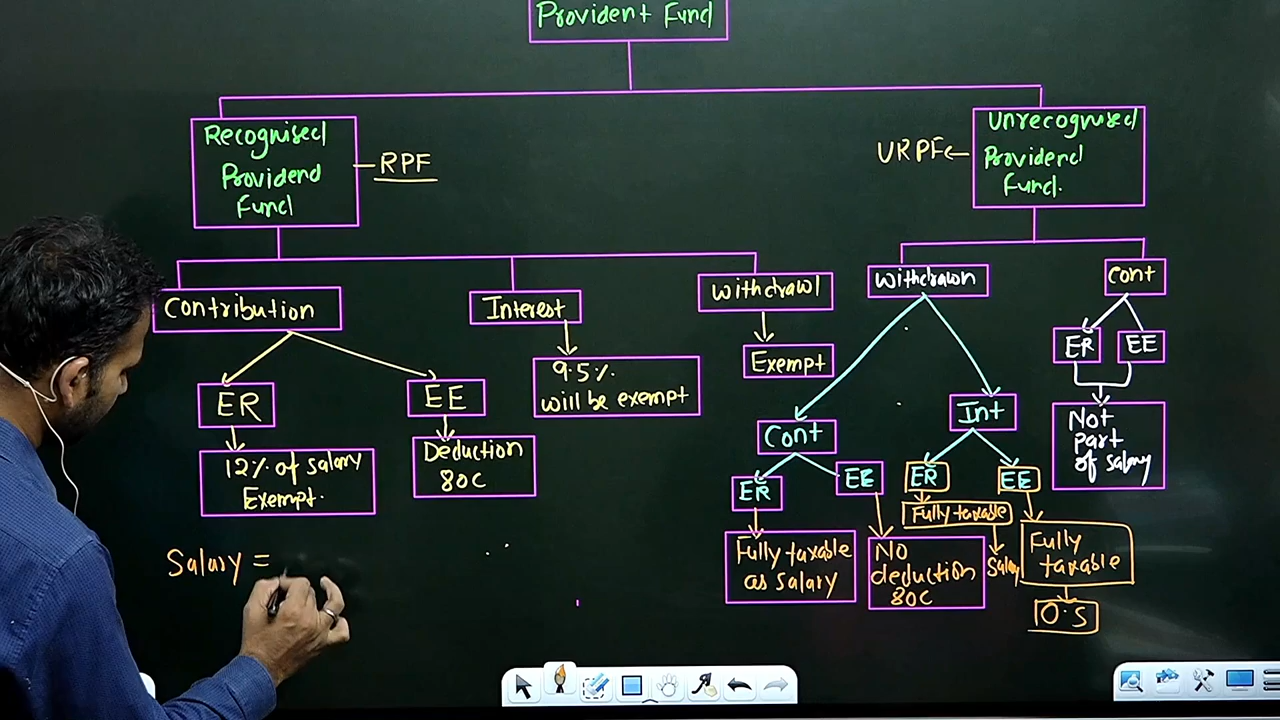 Provident Fund
Recognised
Providend
Fund
RPF
URPF
Unrecognised
Providend
Fund.
Contribution
Interest
Withdrawl
Withdrawn
Cont
ER
EE
9.5%.
will be exempt
Exempt
ER
EE
12% of salary
Exempt.
Deduction
80C
Cont
Int
Not
part
of salary
ER
EE
ER
EE
Fully taxable
Fully taxable
as salary
No
deduction
80C
Salary
Fully
taxable
O.S
Salary =